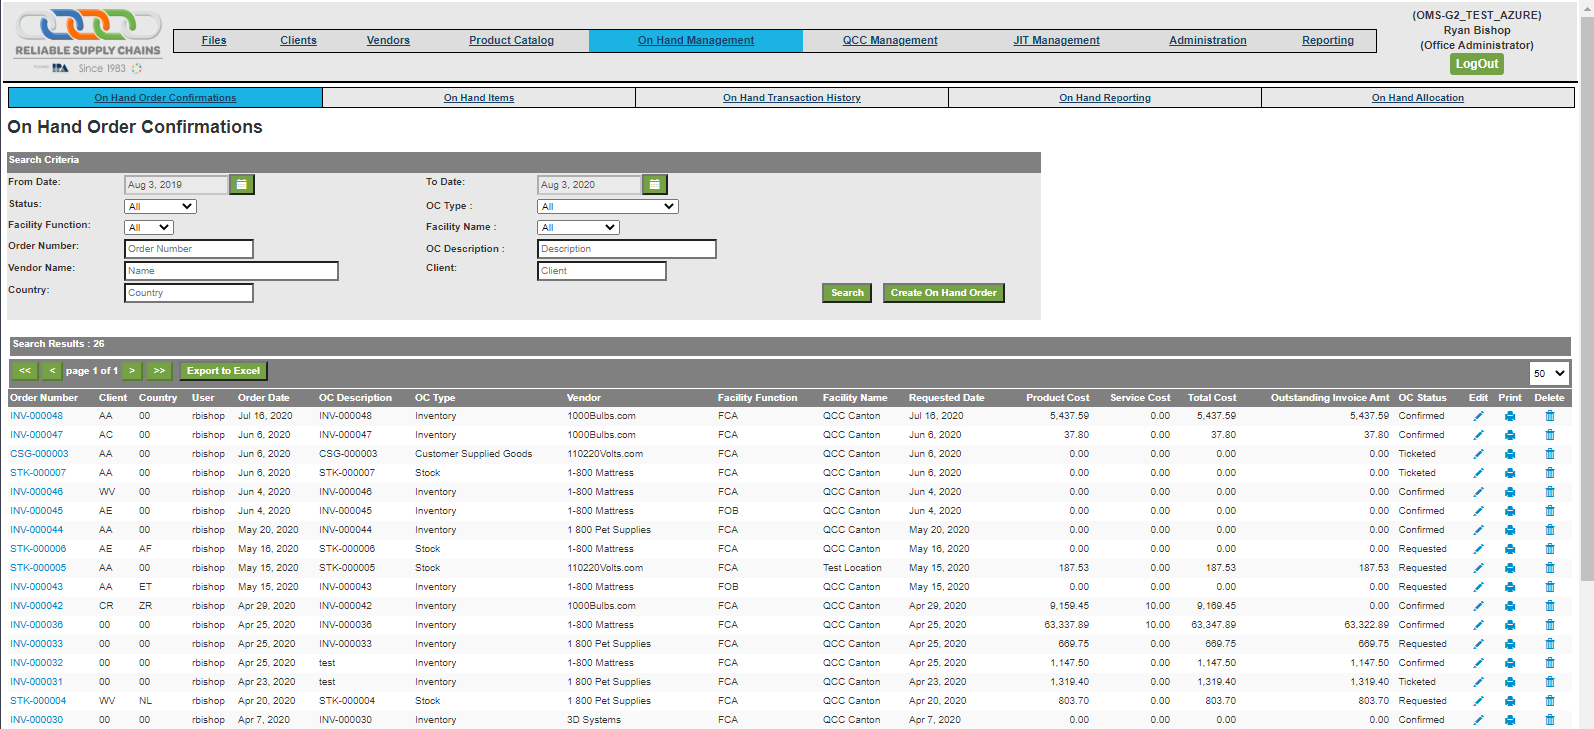 RELIABLE SUPPLY CHAINS
IPA Since 1983
Files Clients Vendors Product Catalog On Hand Management QCC Management JIT Management Administration Reporting
(OMS-G2_TEST_AZURE)
Ryan Bishop
(Office Administrator)
LogOut
On Hand Order Confirmations On Hand Items On Hand Transaction History On Hand Reporting On Hand Allocation
On Hand Order Confirmations
Search Criteria
From Date: Aug 3, 2019 To Date: Aug 3, 2020
Status: All OC Type : All
Facility Function: All Facility Name : All
Order Number: Order Number OC Description : Description
Vendor Name: Name Client: Client
Country: Country Search Create On Hand Order
Search Results : 26
<< < page 1 of 1 > >> Export to Excel 50
Order Number Client Country User Order Date OC Description OC Type Vendor Facility Function Facility Name Requested Date Product Cost Service Cost Total Cost Outstanding Invoice Amt OC Status Edit Print Delete
INV-000048 AA 00 rbishop Jul 16, 2020 INV-000048 Inventory 1000Bulbs.com FCA QCC Canton Jul 16, 2020 5,437.59 0.00 5,437.59 5,437.59 Confirmed
INV-000047 AC 00 rbishop Jun 6, 2020 INV-000047 Inventory 1000Bulbs.com FCA QCC Canton Jun 6, 2020 37.80 0.00 37.80 37.80 Confirmed
CSG-000003 AA 00 rbishop Jun 6, 2020 CSG-000003 Customer Supplied Goods 110220Volts.com FCA QCC Canton Jun 6, 2020 0.00 0.00 0.00 0.00 Ticketed
STK-000007 AA 00 rbishop Jun 6, 2020 STK-000007 Stock 1-800 Mattress FCA QCC Canton Jun 6, 2020 0.00 0.00 0.00 0.00 Ticketed
INV-000046 WV 00 rbishop Jun 4, 2020 INV-000046 Inventory 1-800 Mattress FCA QCC Canton Jun 4, 2020 0.00 0.00 0.00 0.00 Confirmed
INV-000045 AE 00 rbishop Jun 4, 2020 INV-000045 Inventory 1-800 Mattress FOB QCC Canton Jun 4, 2020 0.00 0.00 0.00 0.00 Confirmed
INV-000044 AA 00 rbishop May 20, 2020 INV-000044 Inventory 1 800 Pet Supplies FCA QCC Canton May 20, 2020 0.00 0.00 0.00 0.00 Confirmed
STK-000006 AE AF rbishop May 16, 2020 STK-000006 Stock 1-800 Mattress FCA QCC Canton May 16, 2020 0.00 0.00 0.00 0.00 Requested
STK-000005 AA 00 rbishop May 15, 2020 STK-000005 Stock 110220Volts.com FCA Test Location May 15, 2020 187.53 0.00 187.53 187.53 Requested
INV-000043 AA ET rbishop May 15, 2020 INV-000043 Inventory 1-800 Mattress FOB QCC Canton May 15, 2020 0.00 0.00 0.00 0.00 Requested
INV-000042 CR ZR rbishop Apr 29, 2020 INV-000042 Inventory 1000Bulbs.com FCA QCC Canton Apr 29, 2020 9,159.45 10.00 9,169.45 0.00 Confirmed
INV-000036 00 00 rbishop Apr 25, 2020 INV-000036 Inventory 1-800 Mattress FCA QCC Canton Apr 25, 2020 63,337.89 10.00 63,347.89 63,322.89 Confirmed
INV-000033 00 00 rbishop Apr 25, 2020 INV-000033 Inventory 1 800 Pet Supplies FCA QCC Canton Apr 25, 2020 669.75 0.00 669.75 669.75 Requested
INV-000032 00 00 rbishop Apr 25, 2020 test Inventory 1-800 Mattress FCA QCC Canton Apr 25, 2020 1,147.50 0.00 1,147.50 1,147.50 Confirmed
INV-000031 00 00 rbishop Apr 23, 2020 test Inventory 1 800 Pet Supplies FCA QCC Canton Apr 23, 2020 1,319.40 0.00 1,319.40 1,319.40 Ticketed
STK-000004 WV NL rbishop Apr 20, 2020 STK-000004 Stock 1 800 Pet Supplies FCA QCC Canton Apr 20, 2020 803.70 0.00 803.70 803.70 Requested
INV-000030 00 00 rbishop Apr 7, 2020 INV-000030 Inventory 3D Systems FCA QCC Canton Apr 7, 2020 0.00 0.00 0.00 0.00 Confirmed